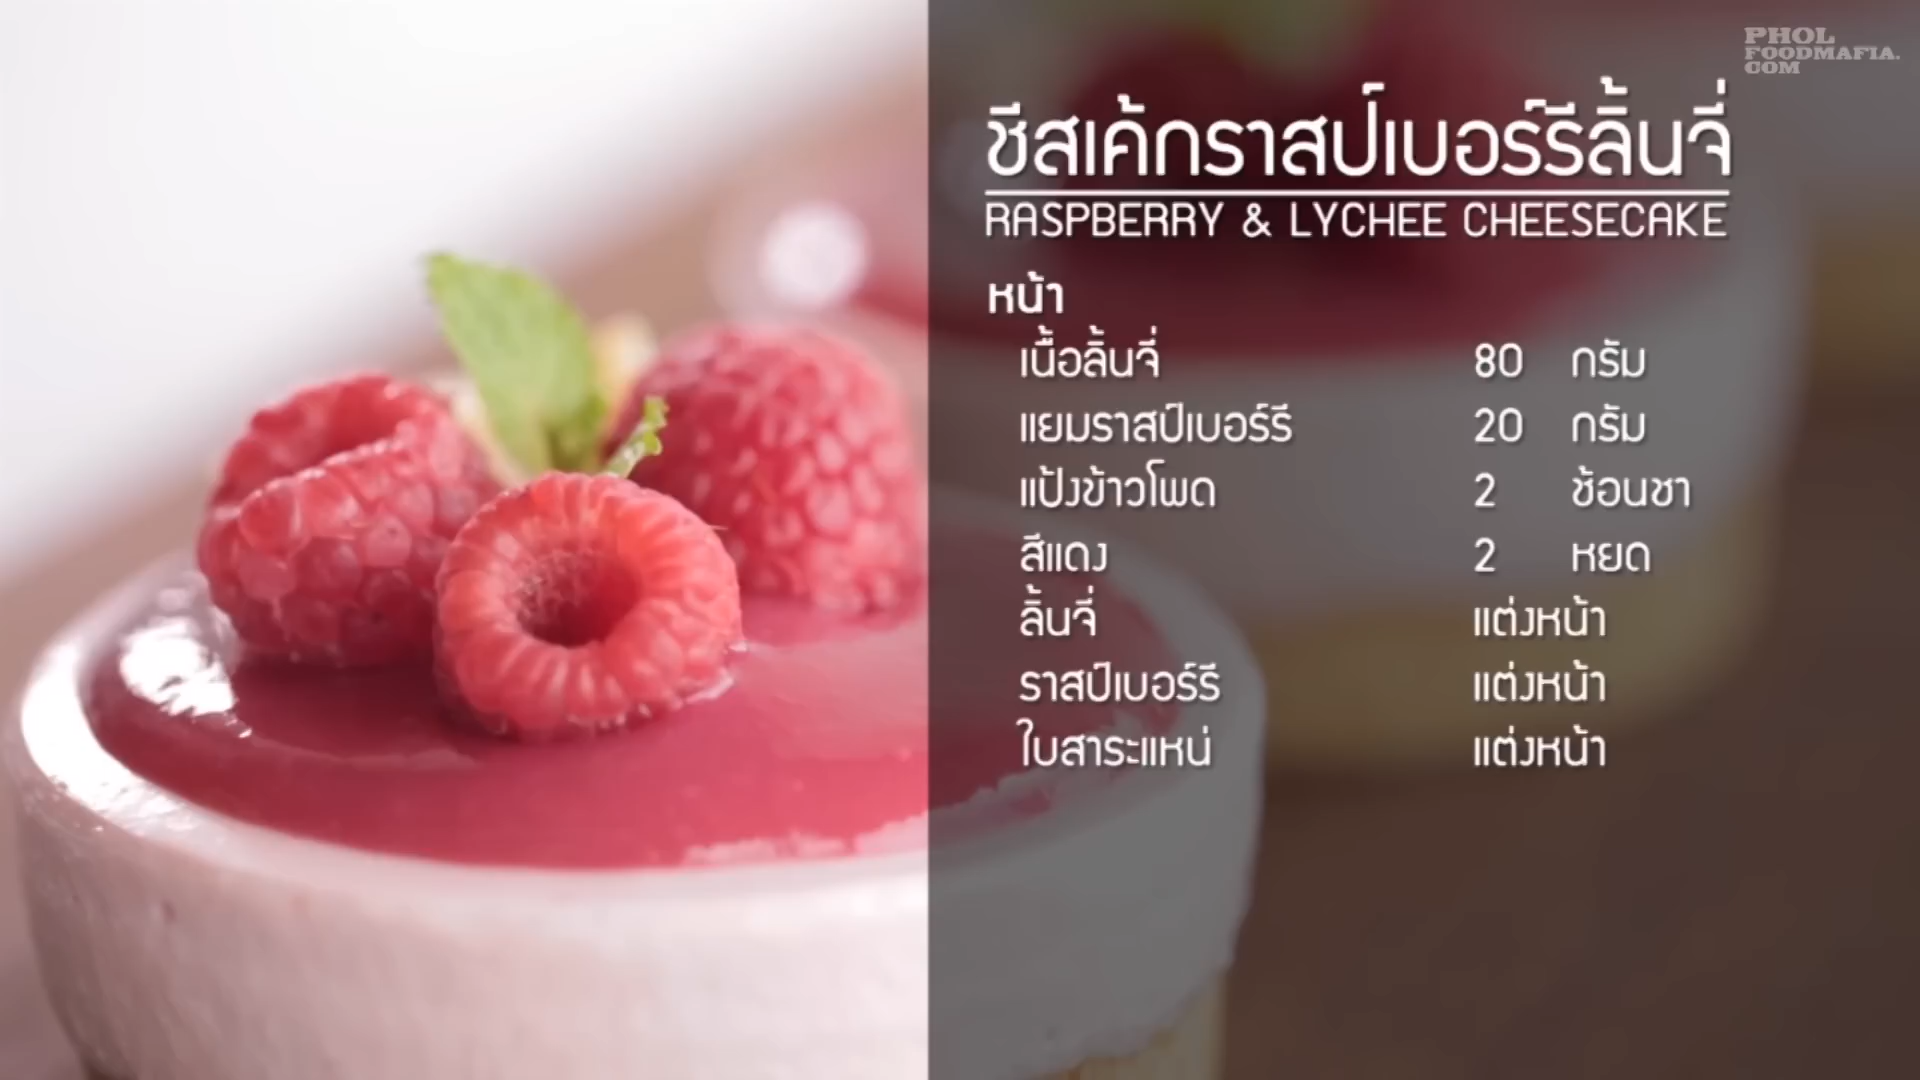 PHOL
FOODMAFIA.
COM
ชีสเค้กราสป์เบอร์รีลิ้นจี่
RASPBERRY & LYCHEE CHEESECAKE
หน้า
เนื้อลิ้นจี่ 80 กรัม
แยมราสป์เบอร์รี 20 กรัม
แป้งข้าวโพด 2 ช้อนชา
สีแดง 2 หยด
ลิ้นจี่ แต่งหน้า
ราสป์เบอร์รี แต่งหน้า
ใบสาระแหน่ แต่งหน้า